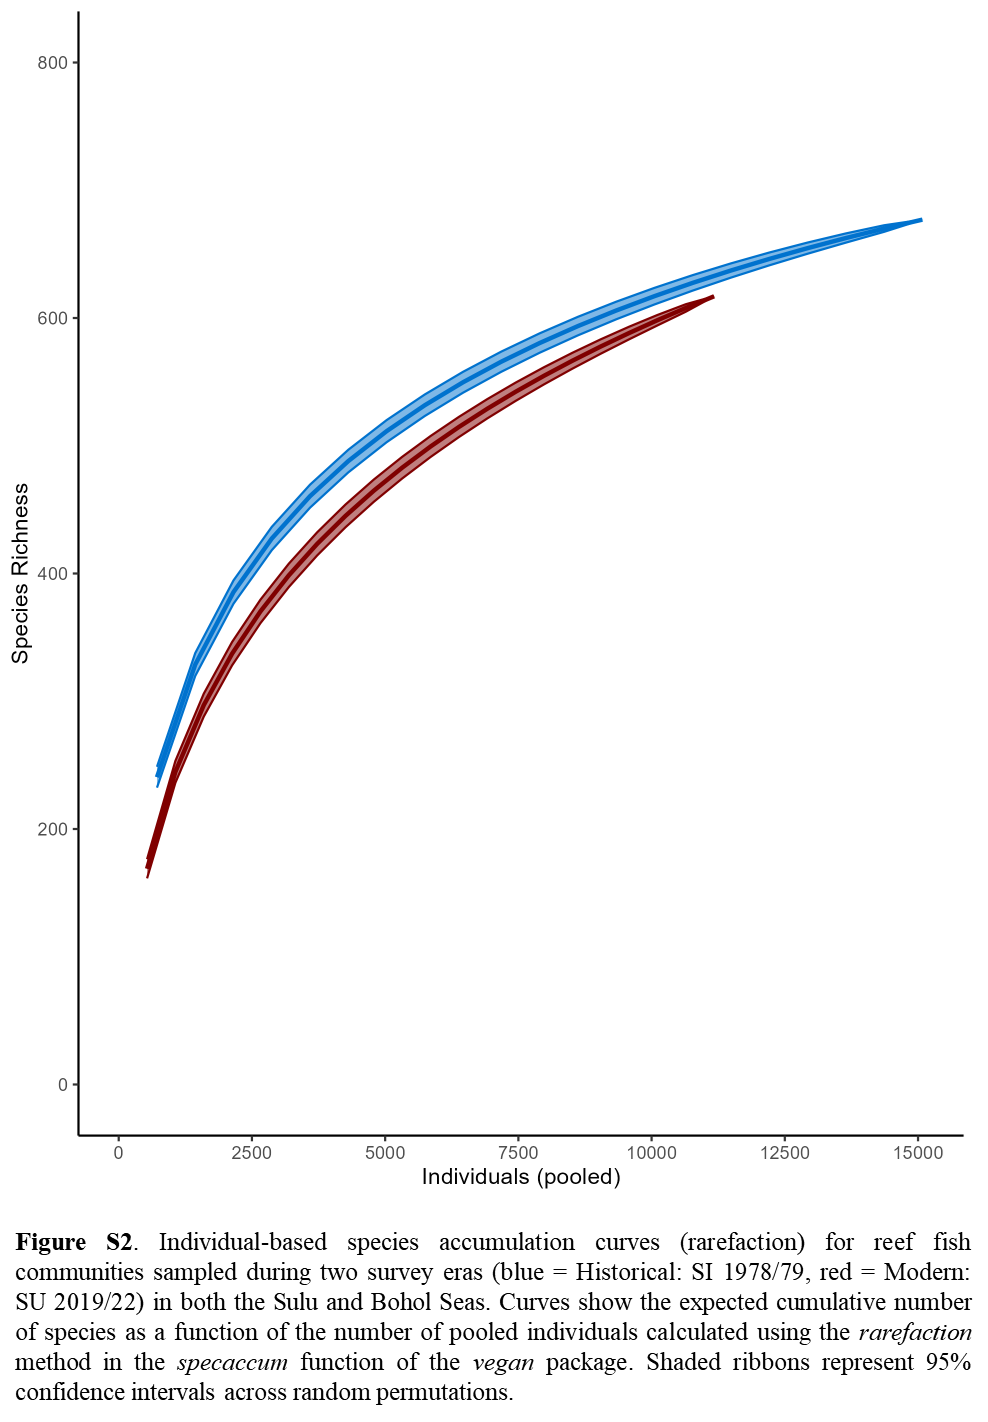 800
600
400
200
0
Species Richness
0 2500 5000 7500 10000 12500 15000
Individuals (pooled)
Figure S2. Individual-based species accumulation curves (rarefaction) for reef fish
communities sampled during two survey eras (blue = Historical: SI 1978/79, red = Modern:
SU 2019/22) in both the Sulu and Bohol Seas. Curves show the expected cumulative number
of species as a function of the number of pooled individuals calculated using the rarefaction
method in the specaccum function of the vegan package. Shaded ribbons represent 95%
confidence intervals across random permutations.